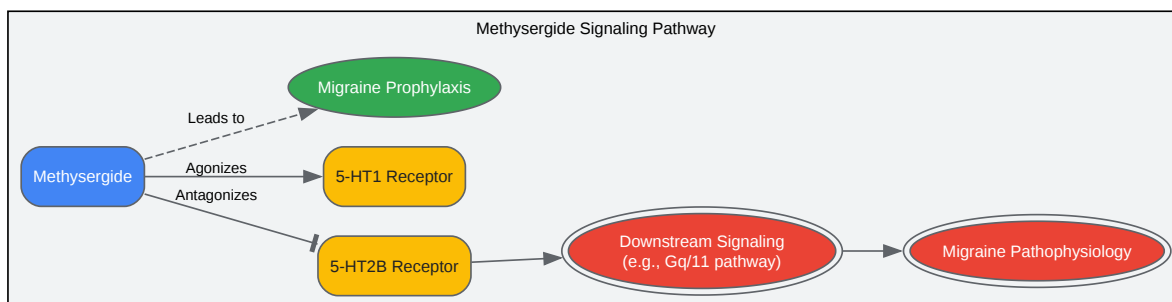 Methysergide Signaling Pathway
Migraine Prophylaxis
Leads to
Methysergide
Agonizes
5-HT1 Receptor
Antagonizes
5-HT2B Receptor
Downstream Signaling
(e.g., Gq/11 pathway)
Migraine Pathophysiology